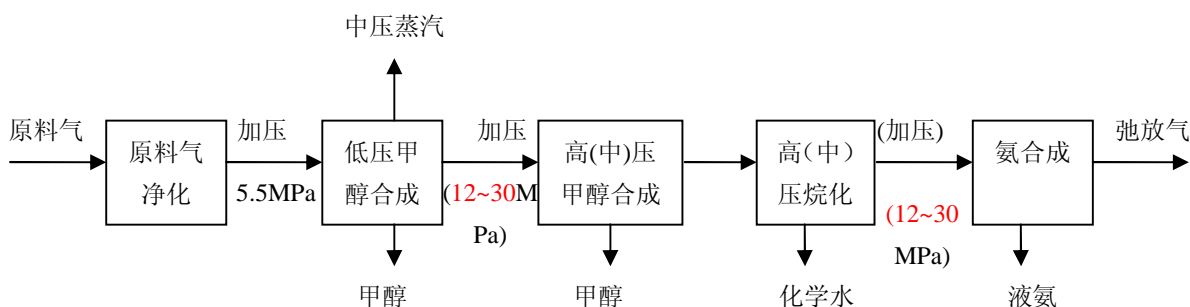 中压蒸汽
原料气
加压
加压
(加压)
弛放气
原料气
净化
低压甲
醇合成
高(中)压
甲醇合成
高（中）
压烷化
氨合成
5.5MPa
(12~30M
Pa)
(12~30
MPa)
甲醇
甲醇
化学水
液氨